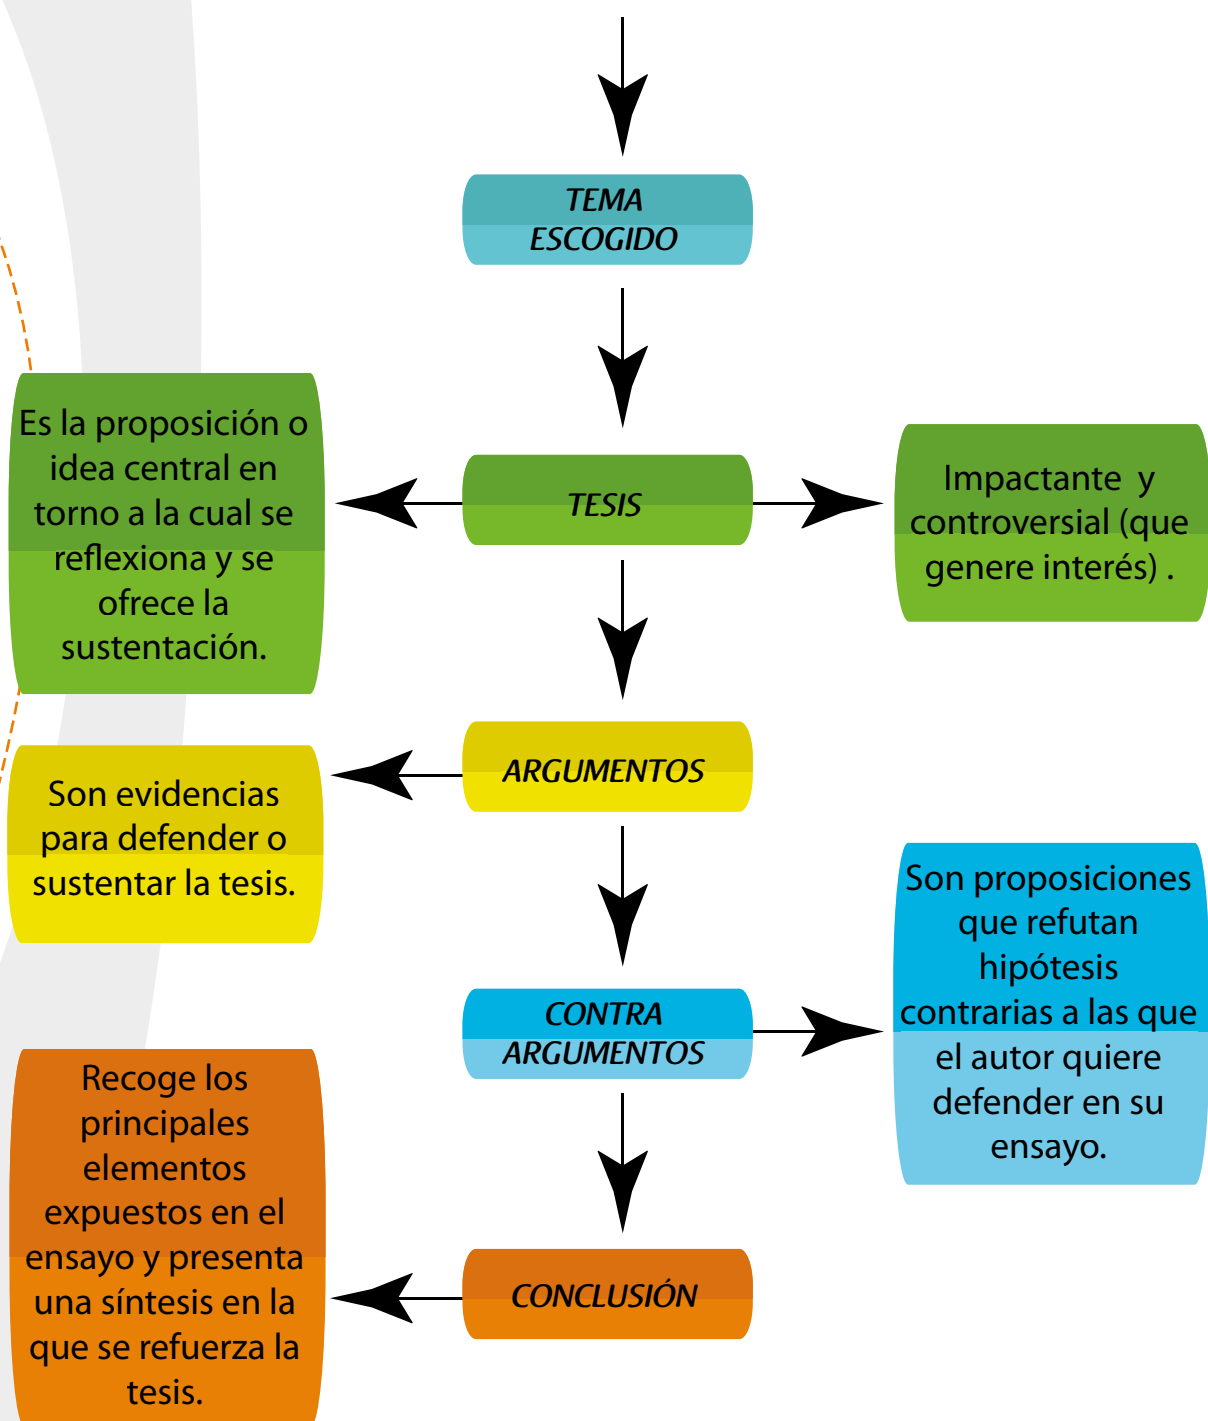 TEMA
ESCOGIDO
Es la proposición o
idea central en
torno a la cual se
reflexiona y se
ofrece la
sustentación.
TESIS
Impactante y
controversial (que
genere interés) .
ARGUMENTOS
Son evidencias
para defender o
sustentar la tesis.
CONTRA
ARGUMENTOS
Son proposiciones
que refutan
hipótesis
contrarias a las que
el autor quiere
defender en su
ensayo.
CONCLUSIÓN
Recoge los
principales
elementos
expuestos en el
ensayo y presenta
una síntesis en la
que se refuerza la
tesis.